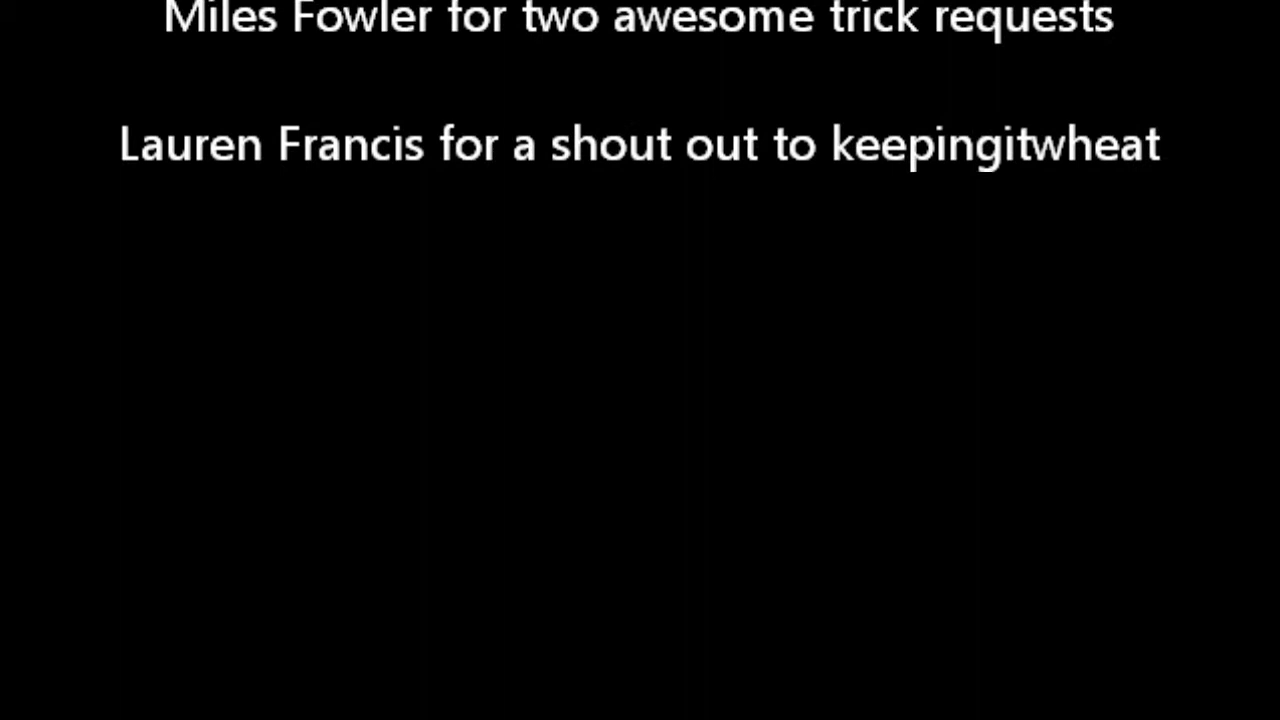 Miles Fowler for two awesome trick requests
Lauren Francis for a shout out to keepingitwheat